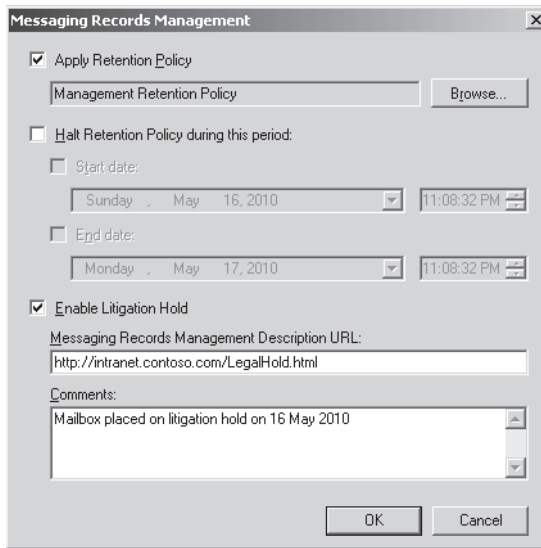 Messaging Records Management
Apply Retention Policy
Management Retention Policy
Browse...
Halt Retention Policy during this period:
Start date:
Sunday , May 16, 2010
11:08:32 PM
End date:
Monday , May 17, 2010
11:08:32 PM
Enable Litigation Hold
Messaging Records Management Description URL:
http://intranet.contoso.com/LegalHold.html
Comments:
Mailbox placed on litigation hold on 16 May 2010
OK
Cancel